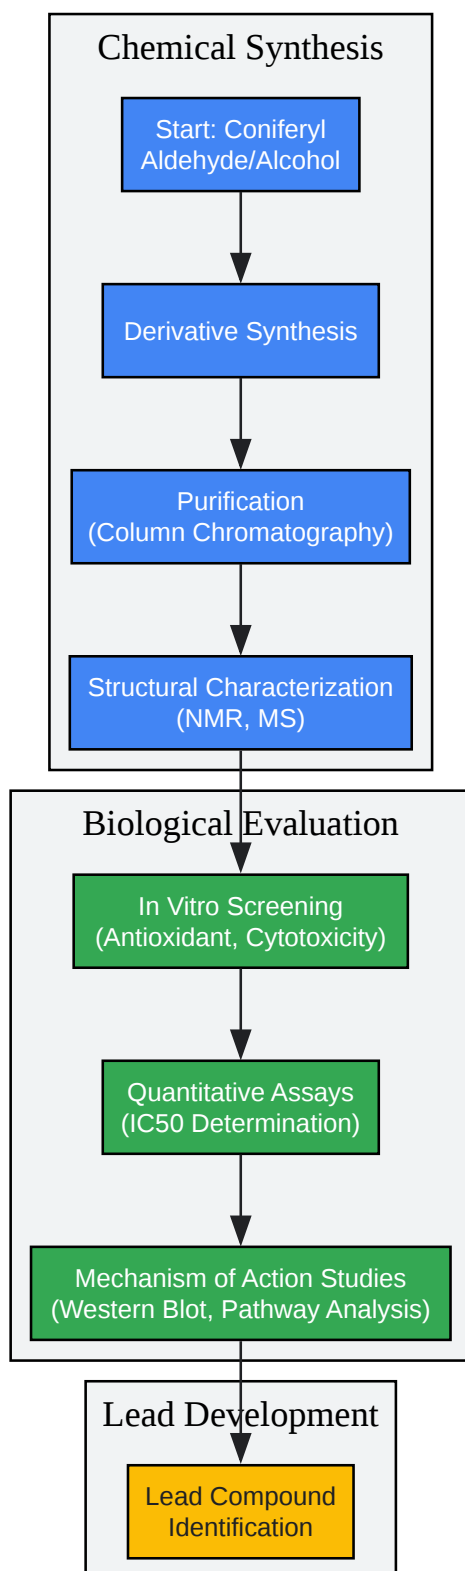 Chemical Synthesis
Start: Coniferyl
Aldehyde/Alcohol
Derivative Synthesis
Purification
(Column Chromatography)
Structural Characterization
(NMR, MS)
Biological Evaluation
In Vitro Screening
(Antioxidant, Cytotoxicity)
Quantitative Assays
(IC50 Determination)
Mechanism of Action Studies
(Western Blot, Pathway Analysis)
Lead Development
Lead Compound
Identification